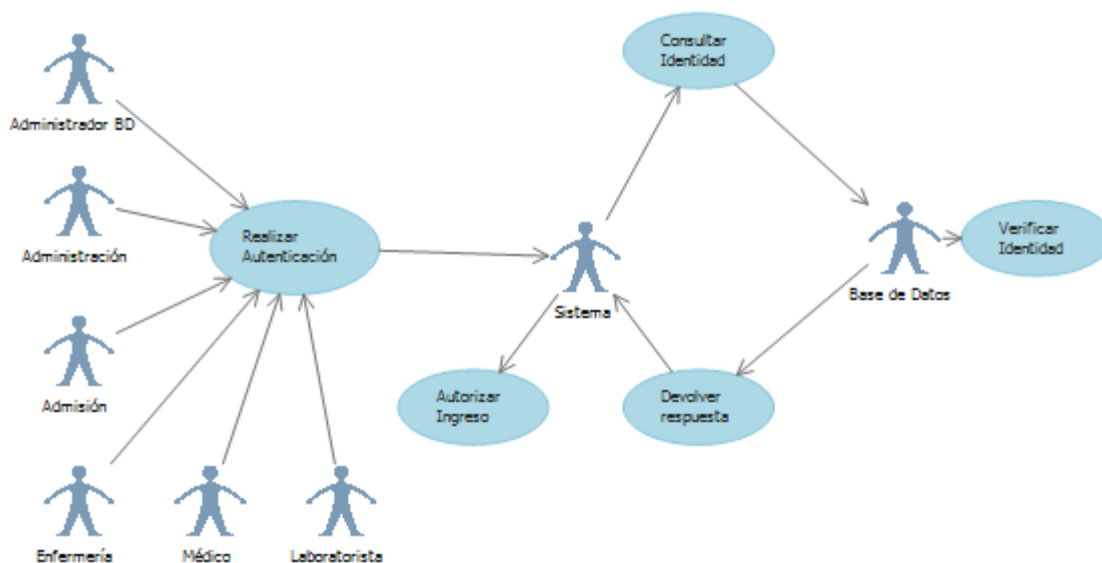 Consultar
Identidad
Administrador BD
Realizar
Autenticación
Administración
Verificar
Identidad
Base de Datos
Sistema
Autorizar
Ingreso
Devolver
respuesta
Admisión
Enfermería
Médico
Laboratorista